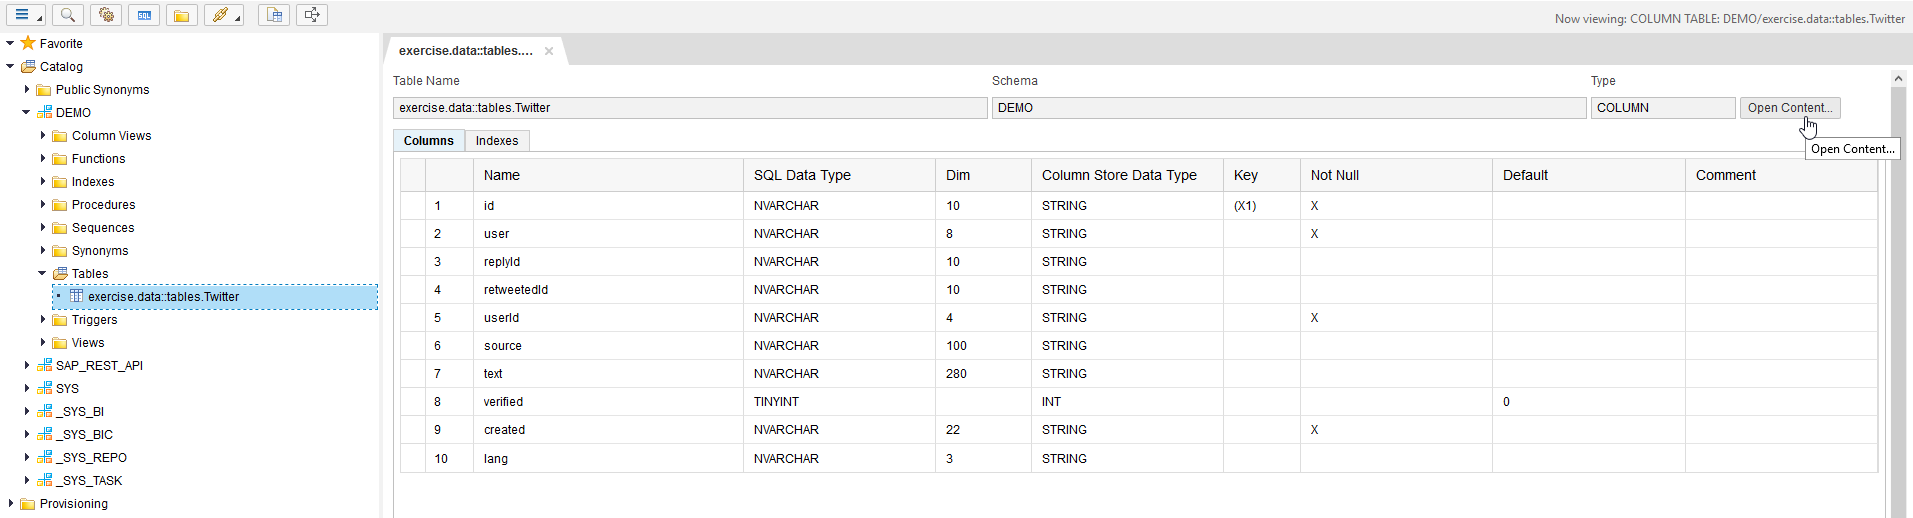 SQL
Now viewing: COLUMN TABLE: DEMO/exercise.data::tables.Twitter
Favorite
Catalog
Public Synonyms
DEMO
Column Views
Functions
Indexes
Procedures
Sequences
Synonyms
Tables
exercise.data::tables.Twitter
Triggers
Views
SAP_REST_API
SYS
_SYS_BI
_SYS_BIC
_SYS_REPO
_SYS_TASK
Provisioning
exercise.data::tables....
Table Name Schema Type
exercise.data::tables.Twitter DEMO COLUMN Open Content...
Open Content...
Columns Indexes
Name SQL Data Type Dim Column Store Data Type Key Not Null Default Comment
1 id NVARCHAR 10 STRING (X1) X
2 user NVARCHAR 8 STRING X
3 replyId NVARCHAR 10 STRING
4 retweetedId NVARCHAR 10 STRING
5 userId NVARCHAR 4 STRING X
6 source NVARCHAR 100 STRING
7 text NVARCHAR 280 STRING
8 verified TINYINT INT 0
9 created NVARCHAR 22 STRING X
10 lang NVARCHAR 3 STRING